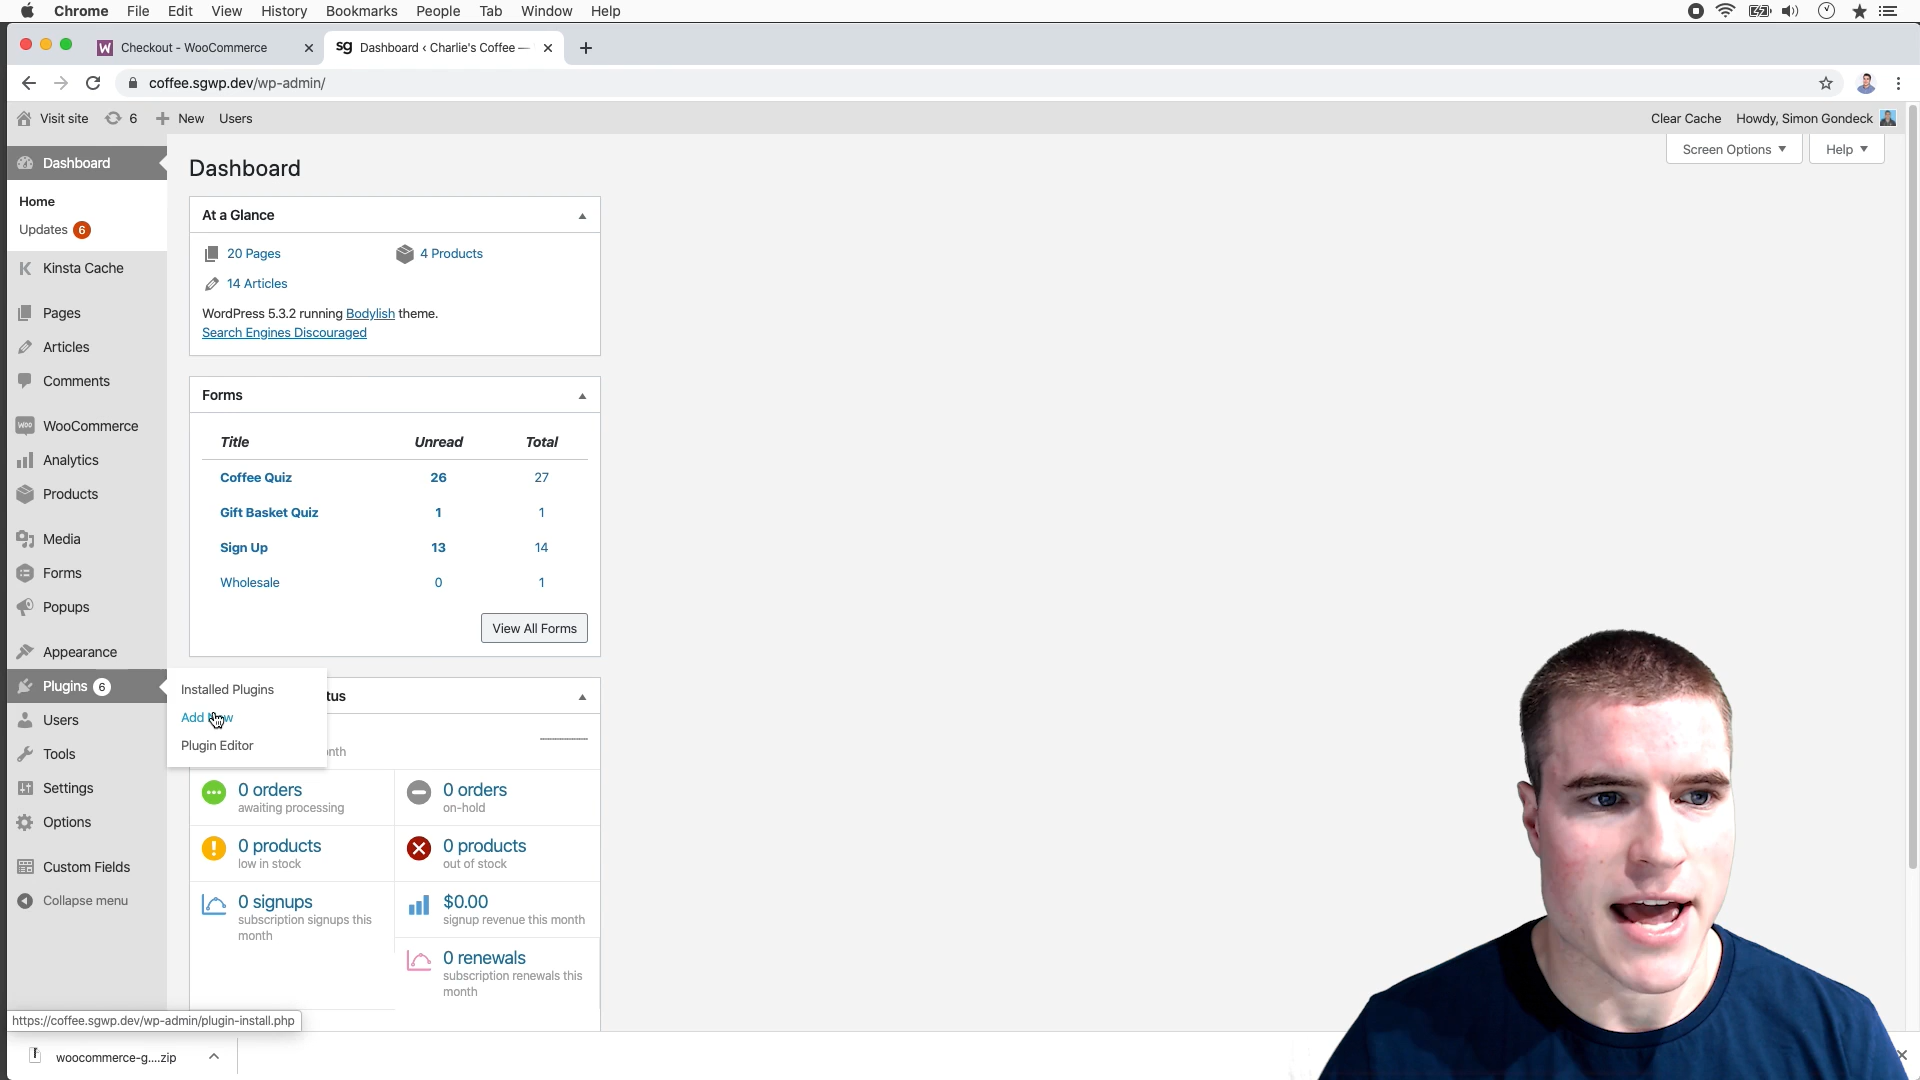 Chrome File Edit View History Bookmarks People Tab Window Help
Checkout - WooCommerce
sg Dashboard ‹ Charlie's Coffee —
coffee.sgwp.dev/wp-admin/
Visit site 6 New Users
Clear Cache Howdy, Simon Gondeck
Screen Options Help
Dashboard
Home
Updates 6
Kinsta Cache
Pages
Articles
Comments
WooCommerce
Analytics
Products
Media
Forms
Popups
Appearance
Plugins 6
Users
Tools
Settings
Options
Custom Fields
Collapse menu
Installed Plugins
Add
Plugin Editor
Dashboard
At a Glance
20 Pages 4 Products
14 Articles
WordPress 5.3.2 running Bodylish theme.
Search Engines Discouraged
Forms
Title Unread Total
Coffee Quiz 26 27
Gift Basket Quiz 1 1
Sign Up 13 14
Wholesale 0 1
View All Forms
tus
nth
0 orders
awaiting processing
0 orders
on-hold
0 products
low in stock
0 products
out of stock
0 signups
subscription signups this
month
$0.00
signup revenue this month
0 renewals
subscription renewals this
month
https://coffee.sgwp.dev/wp-admin/plugin-install.php
woocommerce-g....zip